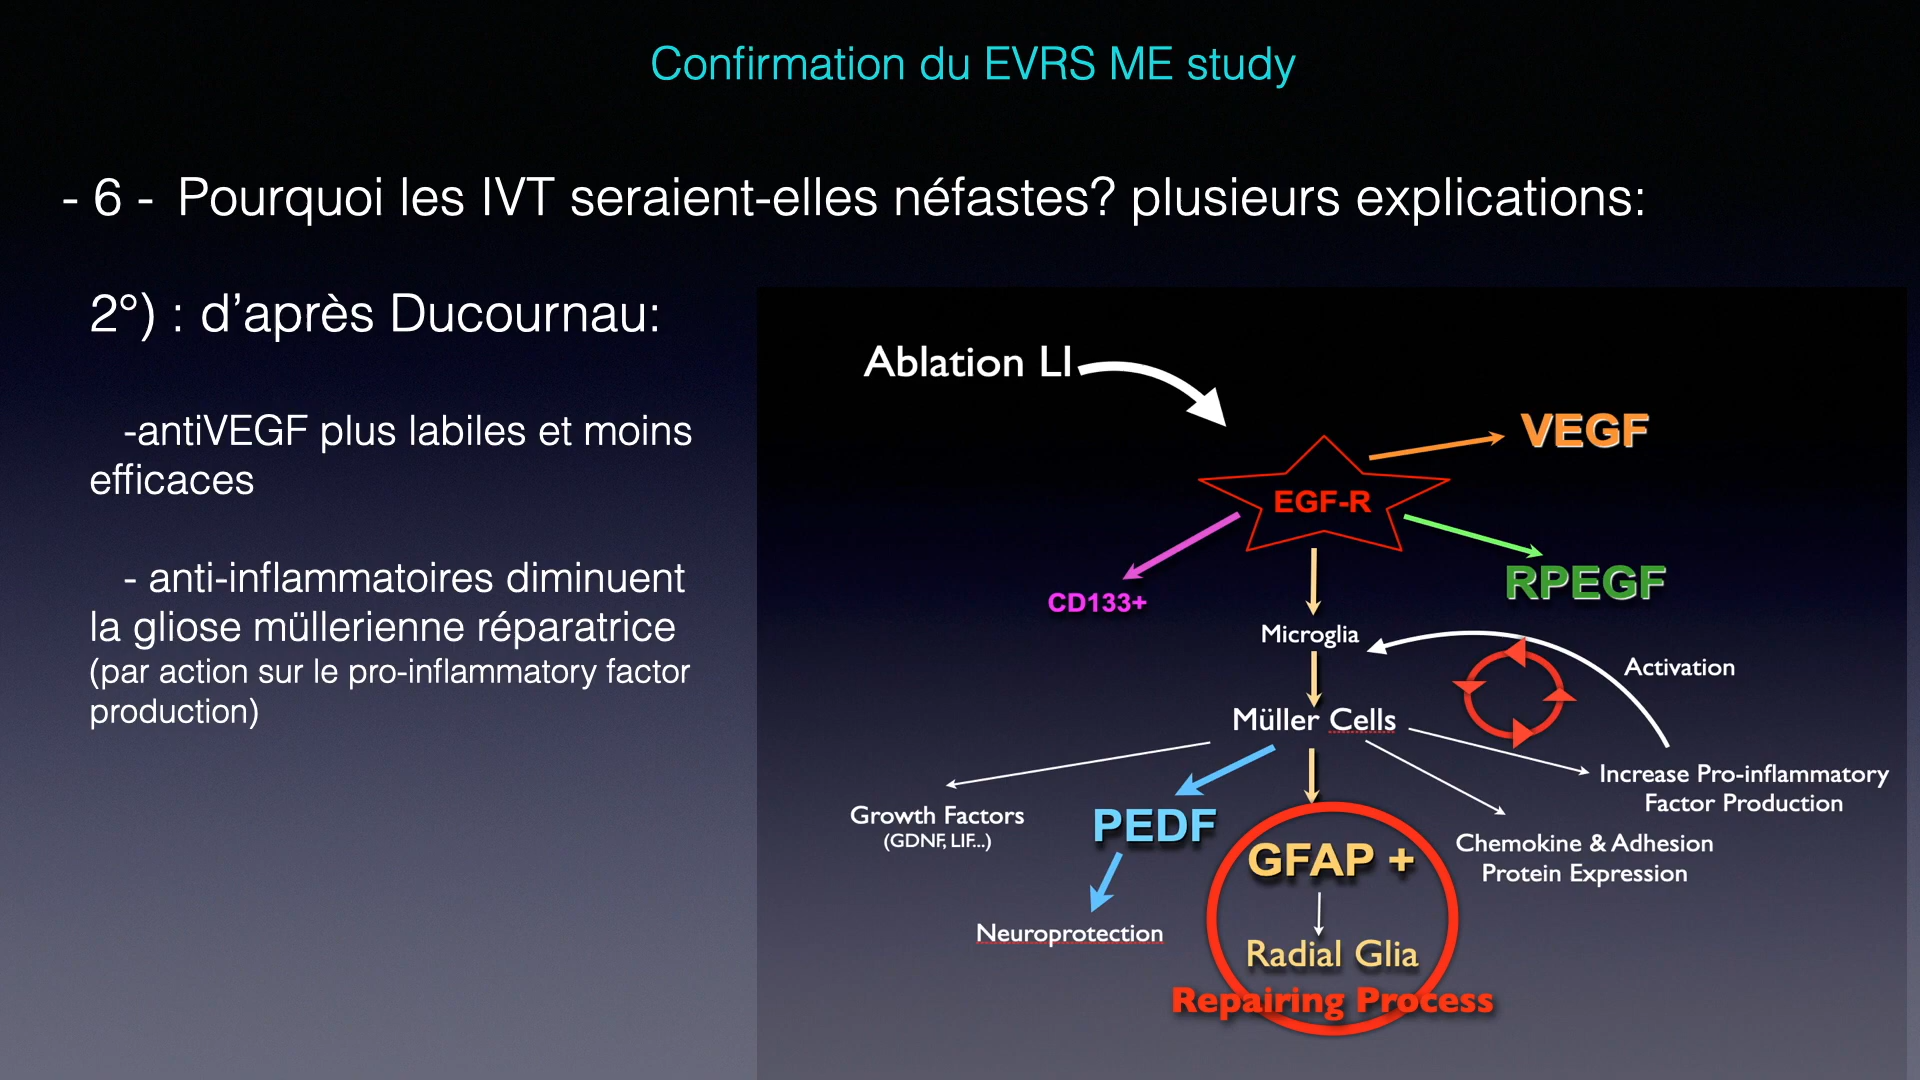 Confirmation du EVRS ME study
- 6 - Pourquoi les IVT seraient-elles néfastes? plusieurs explications:
2°) : d’après Ducournau:
-antiVEGF plus labiles et moins
efficaces
- anti-inflammatoires diminuent
la gliose müllerienne réparatrice
(par action sur le pro-inflammatory factor
production)
Ablation LI
VEGF
EGF-R
RPEGF
CD133+
Microglia
Activation
Müller Cells
Increase Pro-inflammatory
Factor Production
Growth Factors
(GDNF, LIF...)
PEDF
GFAP +
Chemokine & Adhesion
Protein Expression
Neuroprotection
Radial Glia
Repairing Process